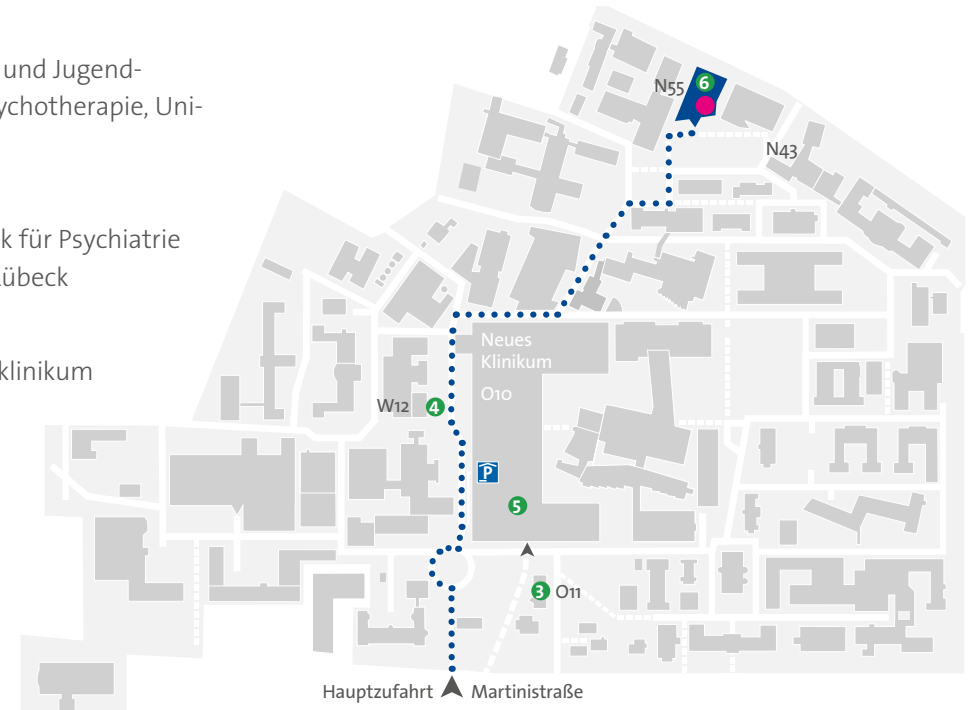 und Jugend-
ychotherapie, Uni-
k für Psychiatrie
übeck
klinikum
6
N55
N43
Neues
Klinikum
O10
W12 4
P
5
3 O11
Hauptzufahrt Martinistraße